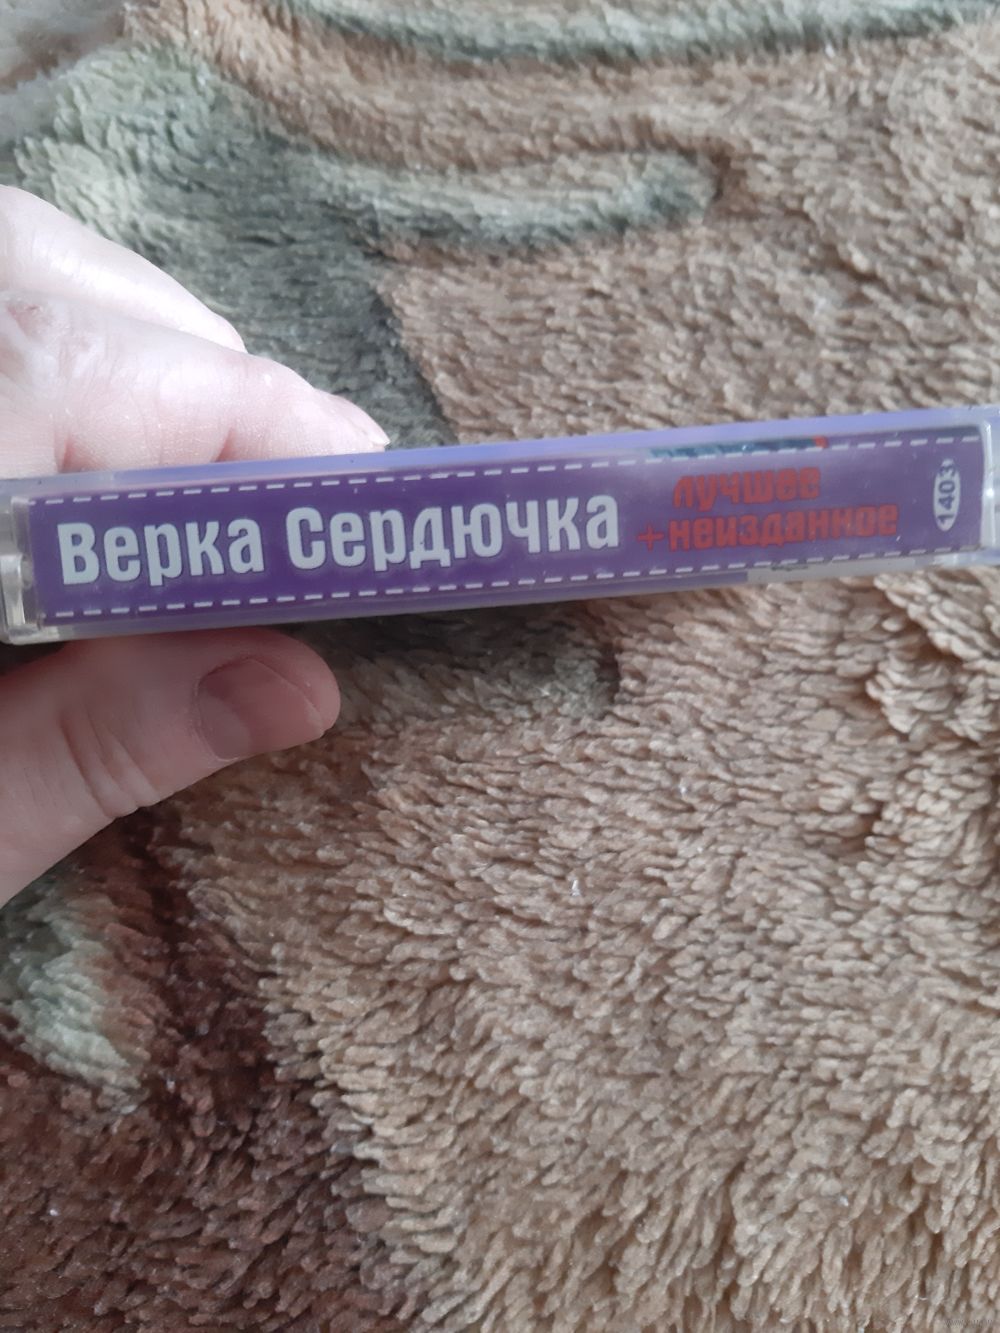 Верка Сердючка
лучшее
+неизданное
1403